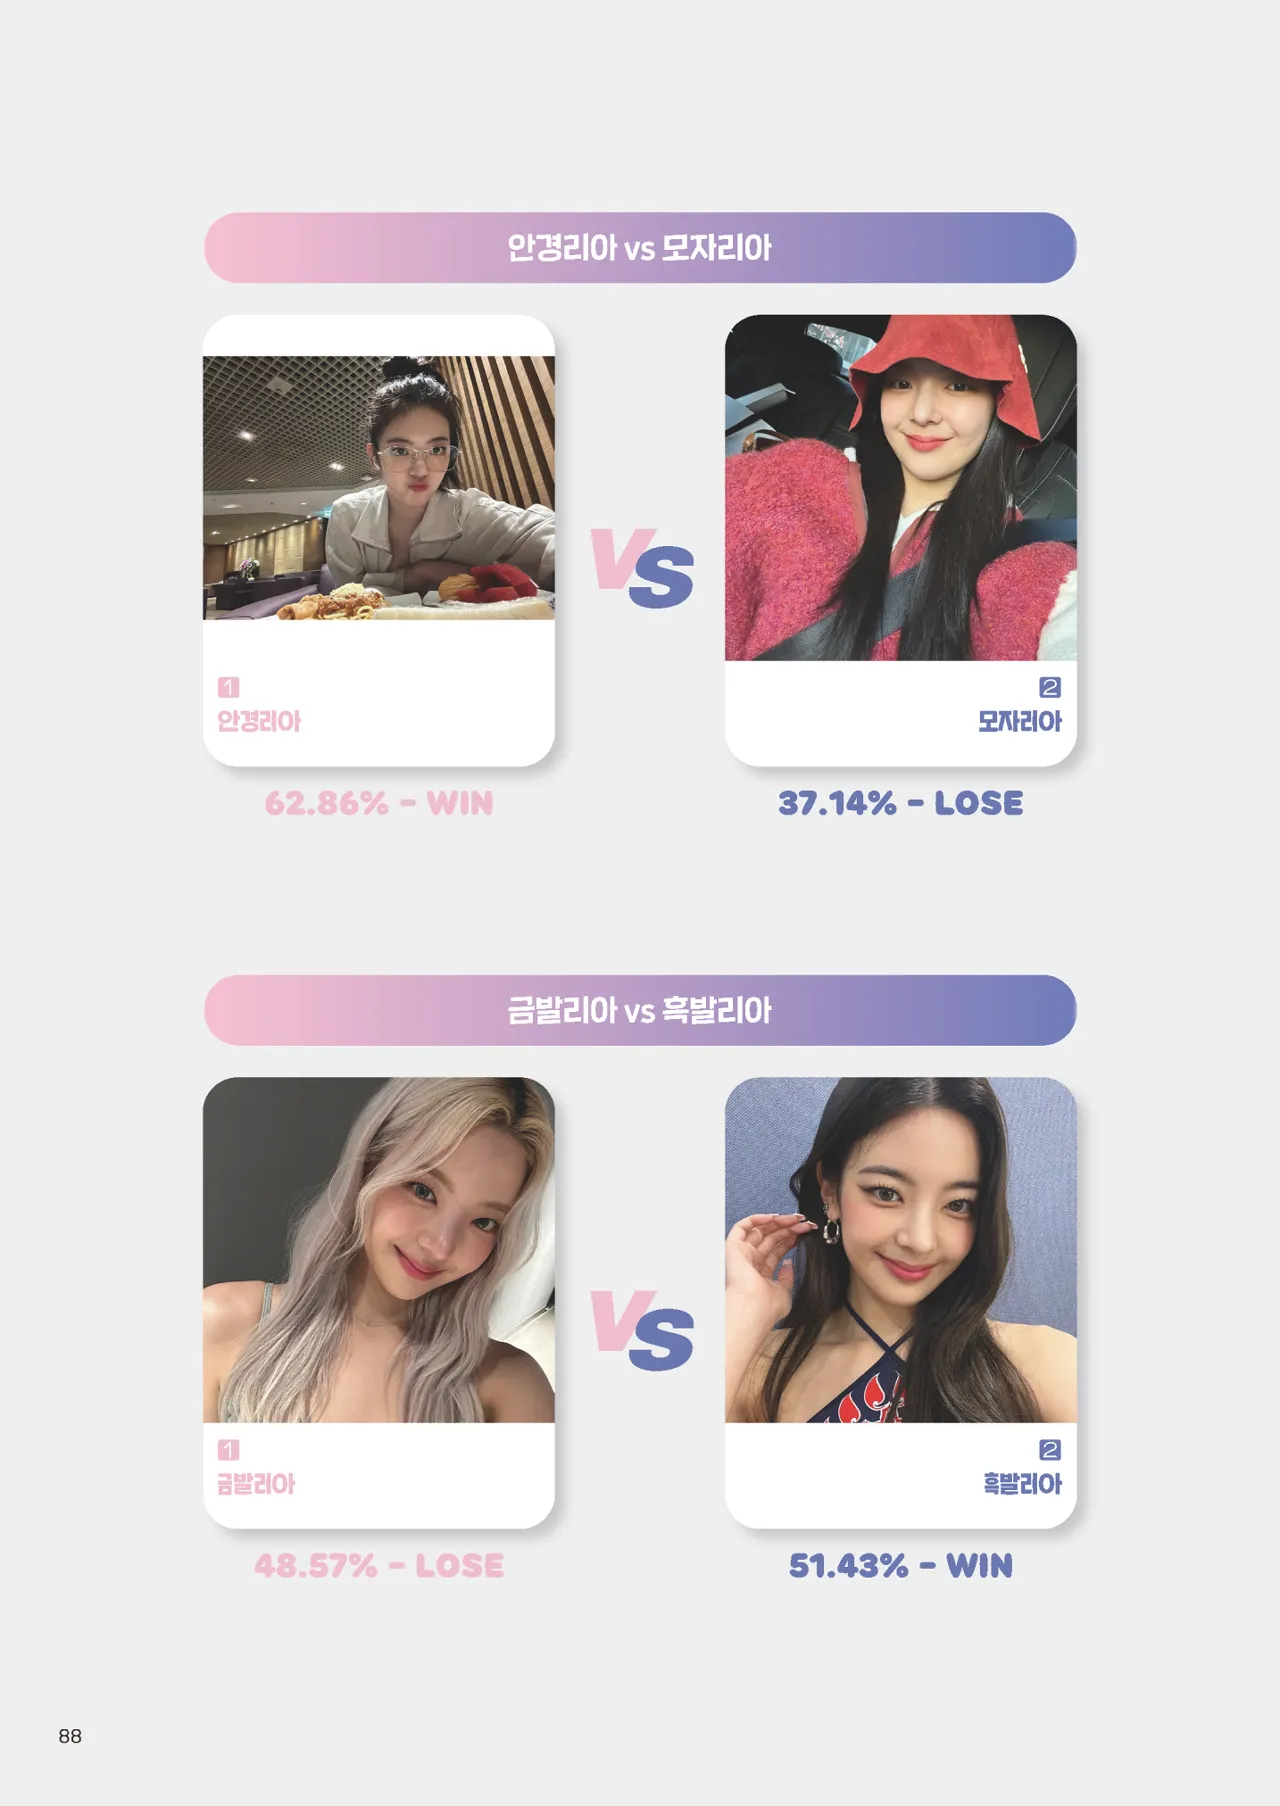 안경리아 vs 모자리아
VS
1
안경리아
2
모자리아
62.86% - WIN
37.14% - LOSE
금발리아 vs 흑발리아
VS
1
금발리아
2
흑발리아
48.57% - LOSE
51.43% - WIN
88